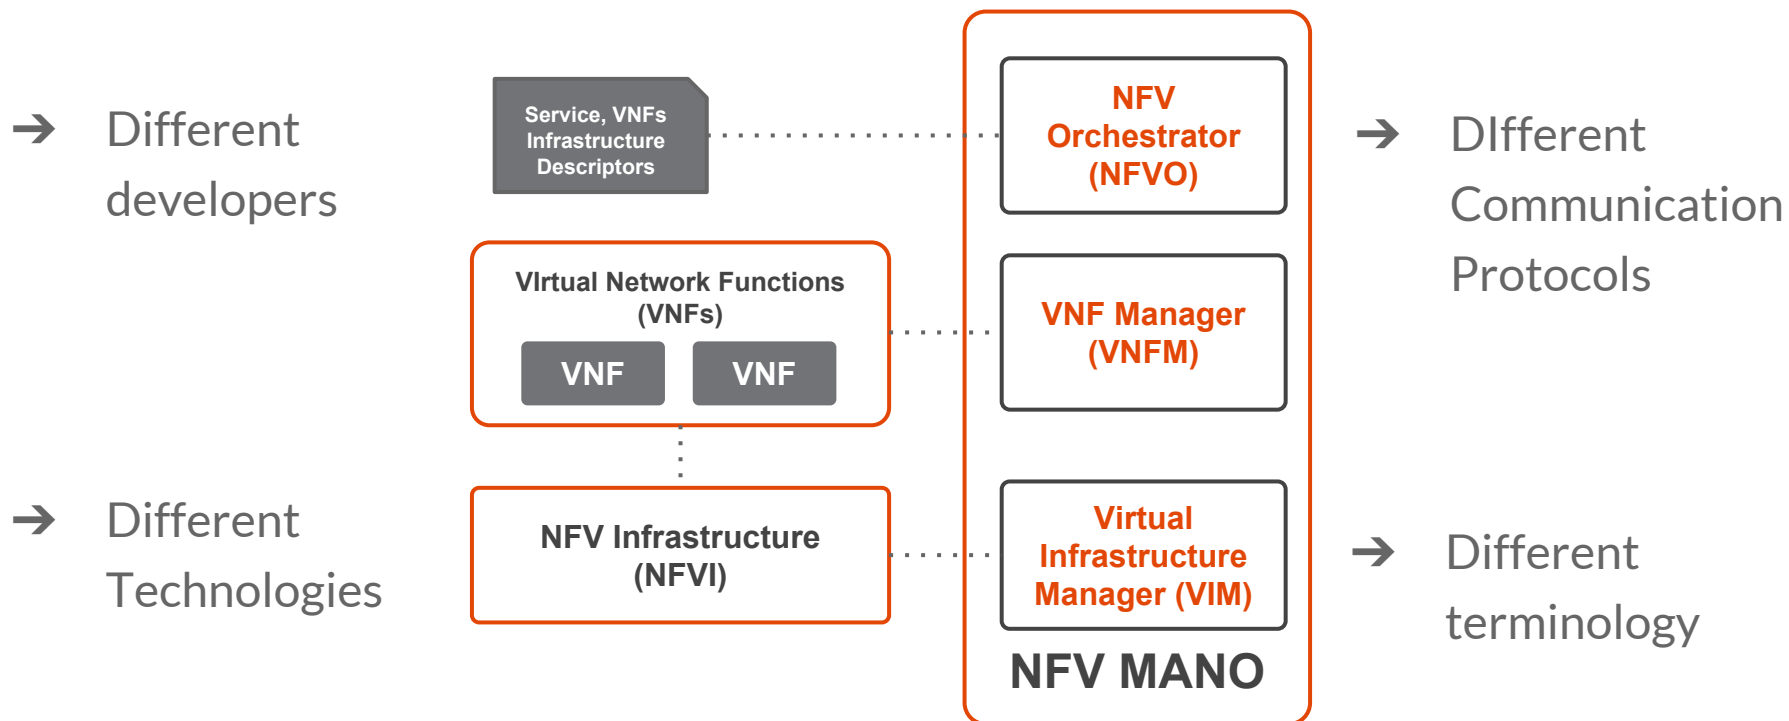 ➔ Different
developers
Service, VNFs
Infrastructure
Descriptors
VIrtual Network Functions
(VNFs)
VNF VNF
➔ Different
Technologies
NFV Infrastructure
(NFVI)
NFV
Orchestrator
(NFVO)
VNF Manager
(VNFM)
Virtual
Infrastructure
Manager (VIM)
NFV MANO
➔ DIfferent
Communication
Protocols
➔ Different
terminology